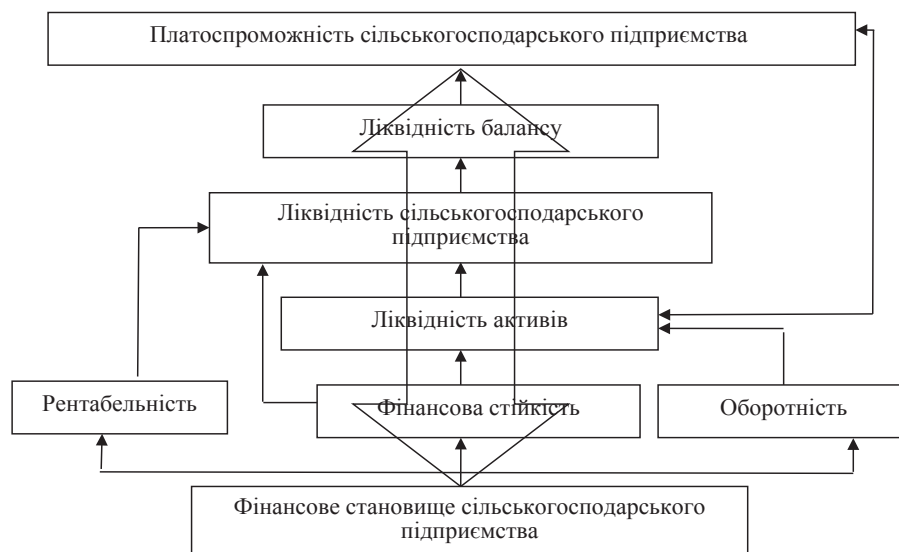 Платоспроможність сільськогосподарського підприємства
Ліквідність балансу
Ліквідність сільськогосподарського
підприємства
Ліквідність активів
Рентабельність
Фінансова стійкість
Оборотність
Фінансове становище сільськогосподарського
підприємства